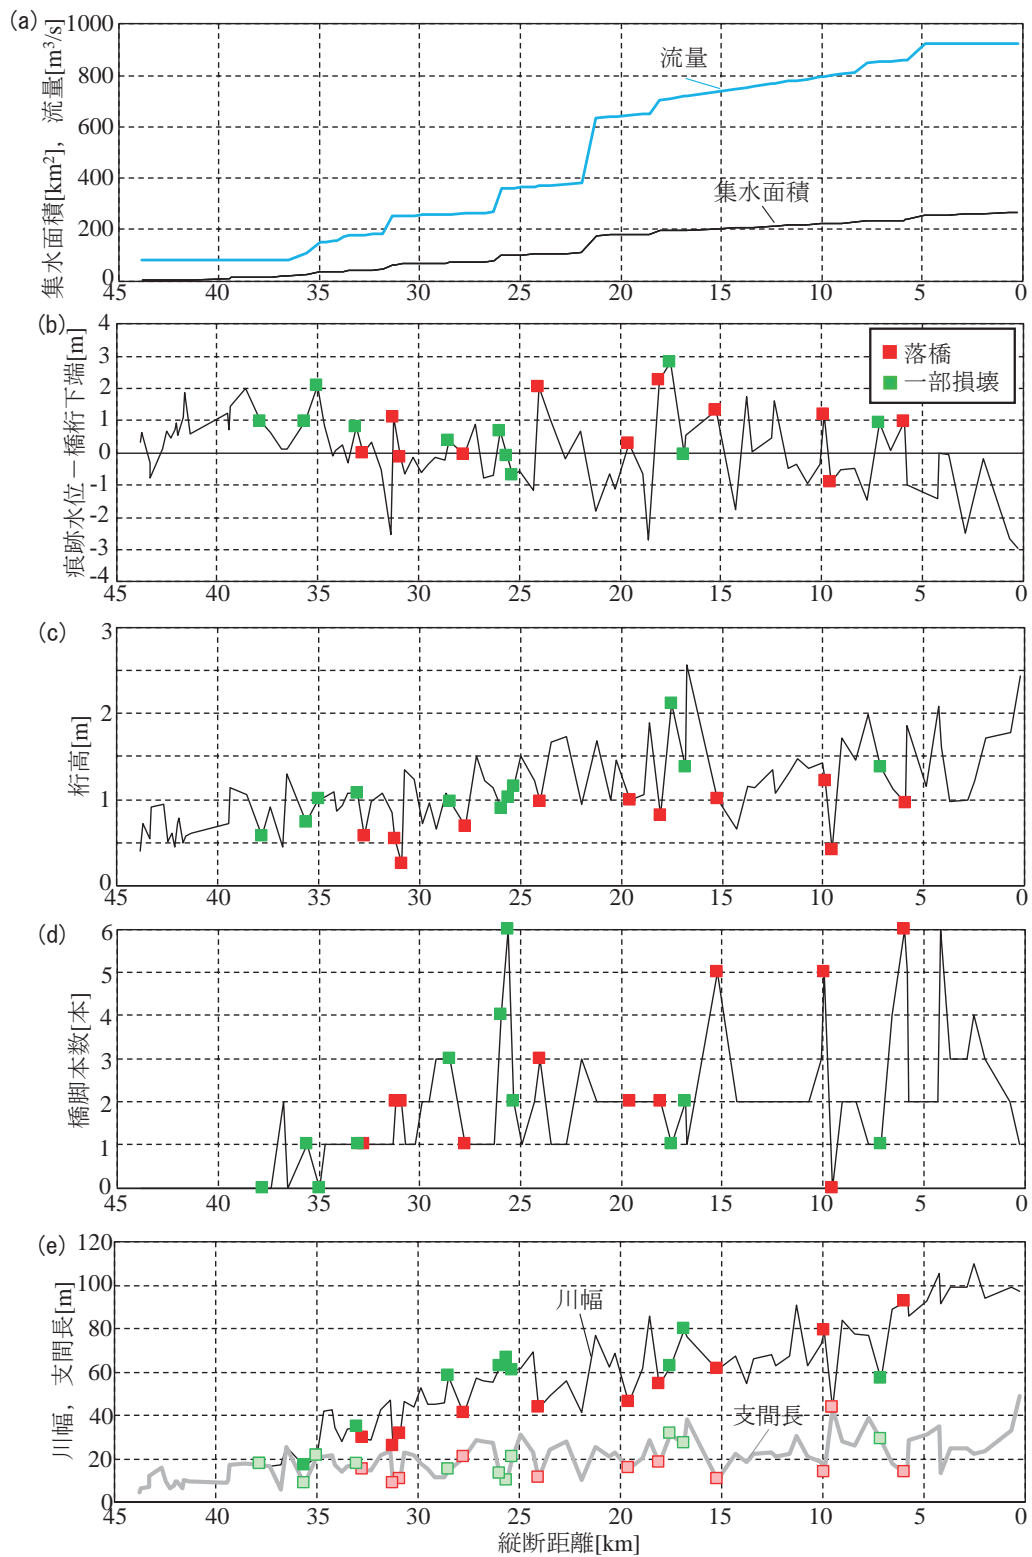 (a)
集水面積[km²], 流量[m³/s]
1000
800
600
400
200
0
流量
集水面積
45 40 35 30 25 20 15 10 5 0
(b)
痕跡水位－橋桁下端[m]
4
3
2
1
0
-1
-2
-3
-4
落橋
一部損壊
45 40 35 30 25 20 15 10 5 0
(c)
桁高[m]
3
2
1
0
45 40 35 30 25 20 15 10 5 0
(d)
橋脚本数[本]
6
5
4
3
2
1
0
45 40 35 30 25 20 15 10 5 0
(e)
川幅, 支間長[m]
120
100
80
60
40
20
0
川幅
支間長
45 40 35 30 25 20 15 10 5 0
縦断距離[km]